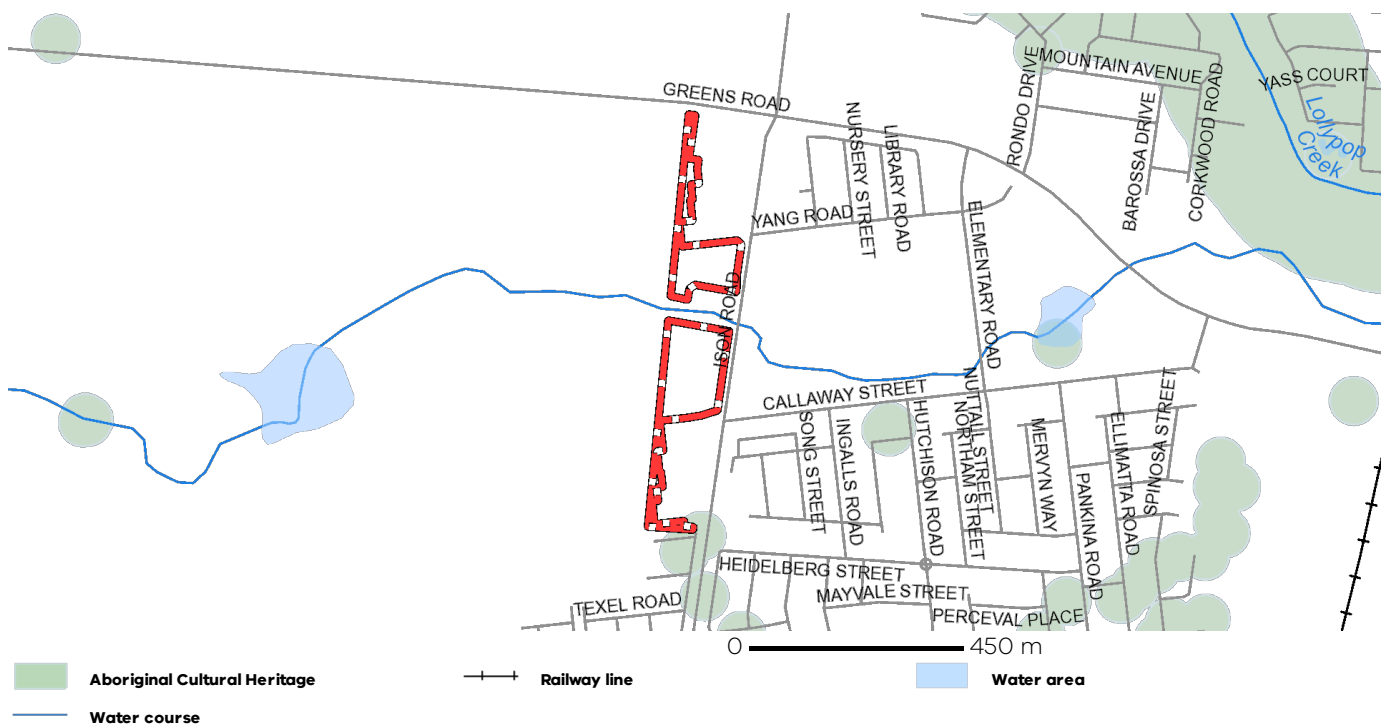 GREENS ROAD
MOUNTAIN AVENUE
YASS COURT
RONDO DRIVE
BAROSSA DRIVE
CORKWOOD ROAD
Lollypop
Creek
NURSERY STREET
LIBRARY ROAD
YANG ROAD
ELEMENTARY ROAD
ISON ROAD
CALLAWAY STREET
SONG STREET
INGALLS ROAD
HUTCHISON ROAD
NUTTALL STREET
NORTHAM STREET
MERVYN WAY
PANKINA ROAD
ELLIMATTA ROAD
SPINOSA STREET
HEIDELBERG STREET
MAYVALE STREET
TEXEL ROAD
PERCEVAL PLACE
0 450 m
Aboriginal Cultural Heritage
Railway line
Water area
Water course